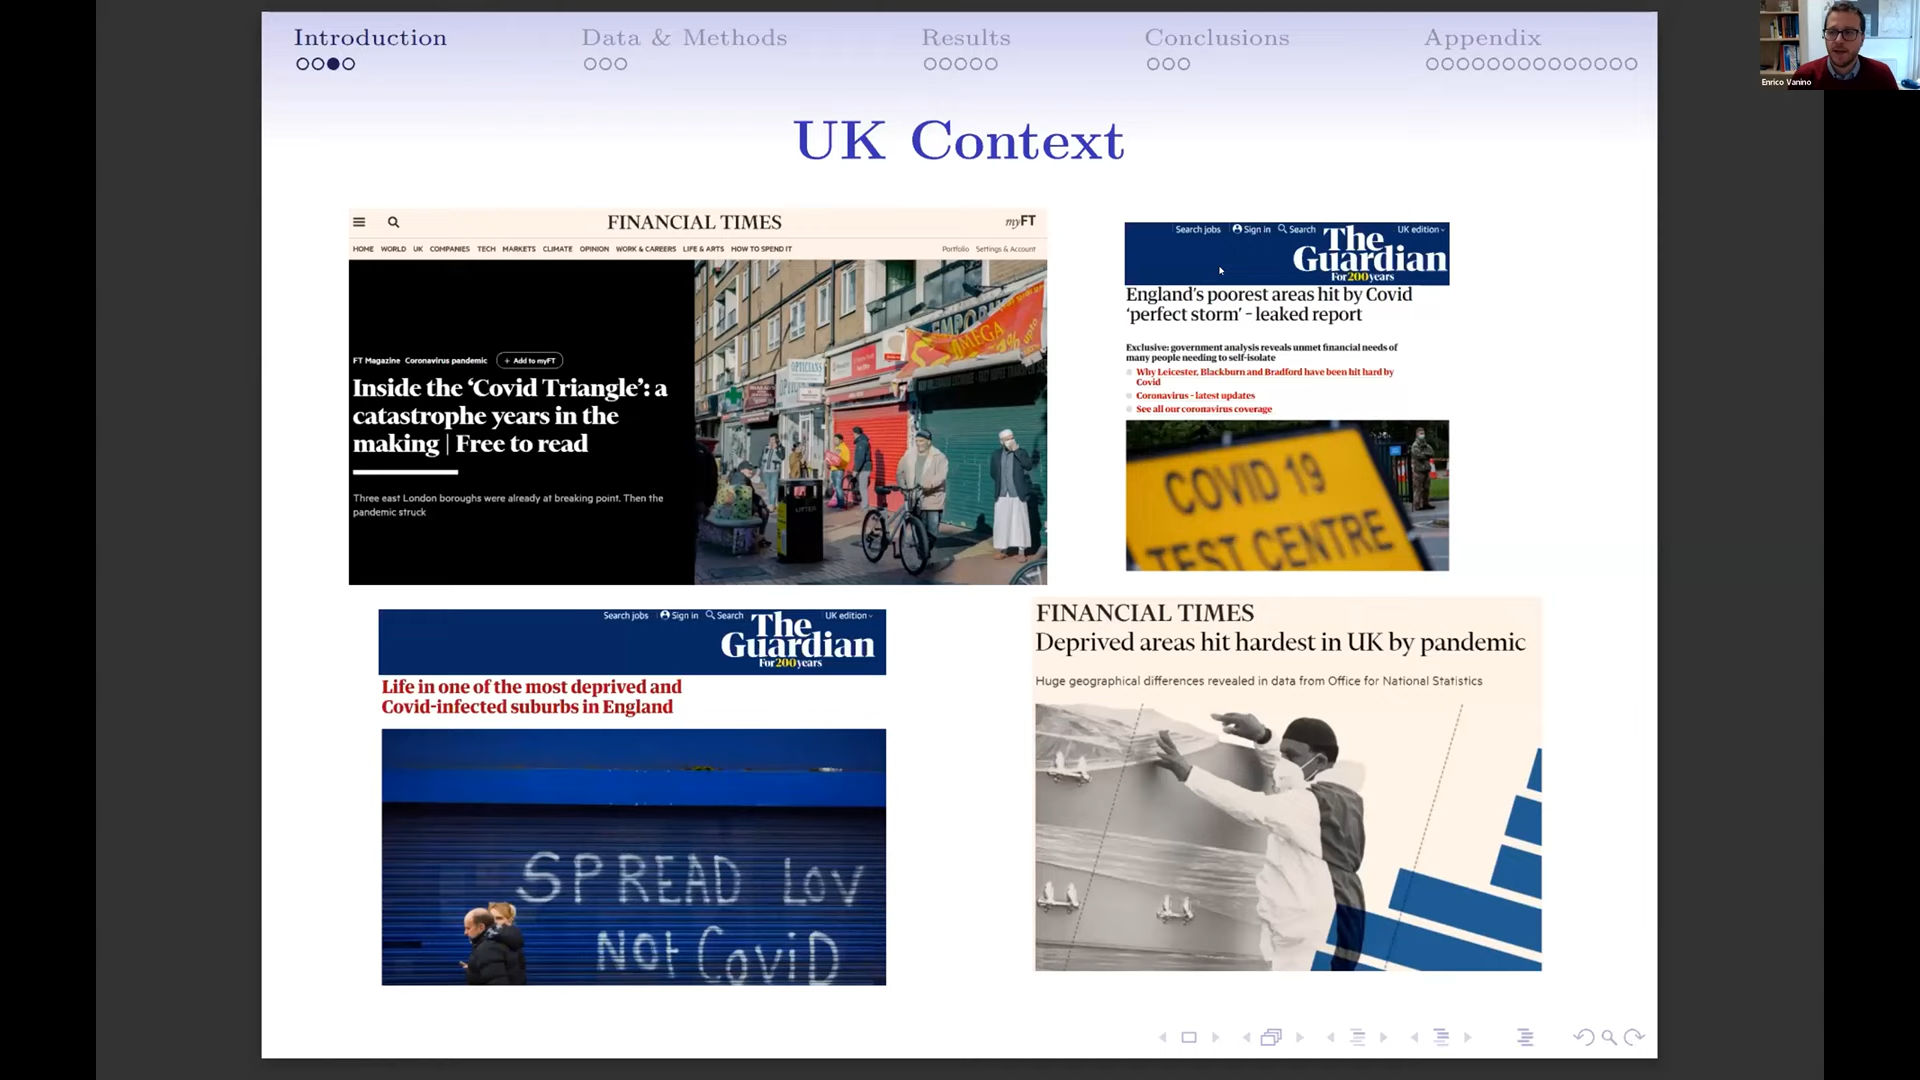 Introduction
Data & Methods
Results
Conclusions
Appendix
Enrico Vanino
UK Context
FINANCIAL TIMES
myFT
HOME WORLD UK COMPANIES TECH MARKETS CLIMATE OPINION WORK & CAREERS LIFE & ARTS HOW TO SPEND IT
Portfolio Settings & Account
FT Magazine Coronavirus pandemic + Add to myFT
Inside the ‘Covid Triangle’: a
catastrophe years in the
making | Free to read
Three east London boroughs were already at breaking point. Then the
pandemic struck
OPTICIANS
EMPOR
MEGA
LITTER
Search jobs Sign in Search UK edition
The
Guardian
For 200 years
England's poorest areas hit by Covid
‘perfect storm’ – leaked report
Exclusive: government analysis reveals unmet financial needs of
many people needing to self-isolate
Why Leicester, Blackburn and Bradford have been hit hard by
Covid
Coronavirus – latest updates
See all our coronavirus coverage
COVID 19
TEST CENTRE
Search jobs Sign in Search UK edition
The
Guardian
For 200 years
Life in one of the most deprived and
Covid-infected suburbs in England
SPREAD LOV
NOt CoviD
FINANCIAL TIMES
Deprived areas hit hardest in UK by pandemic
Huge geographical differences revealed in data from Office for National Statistics